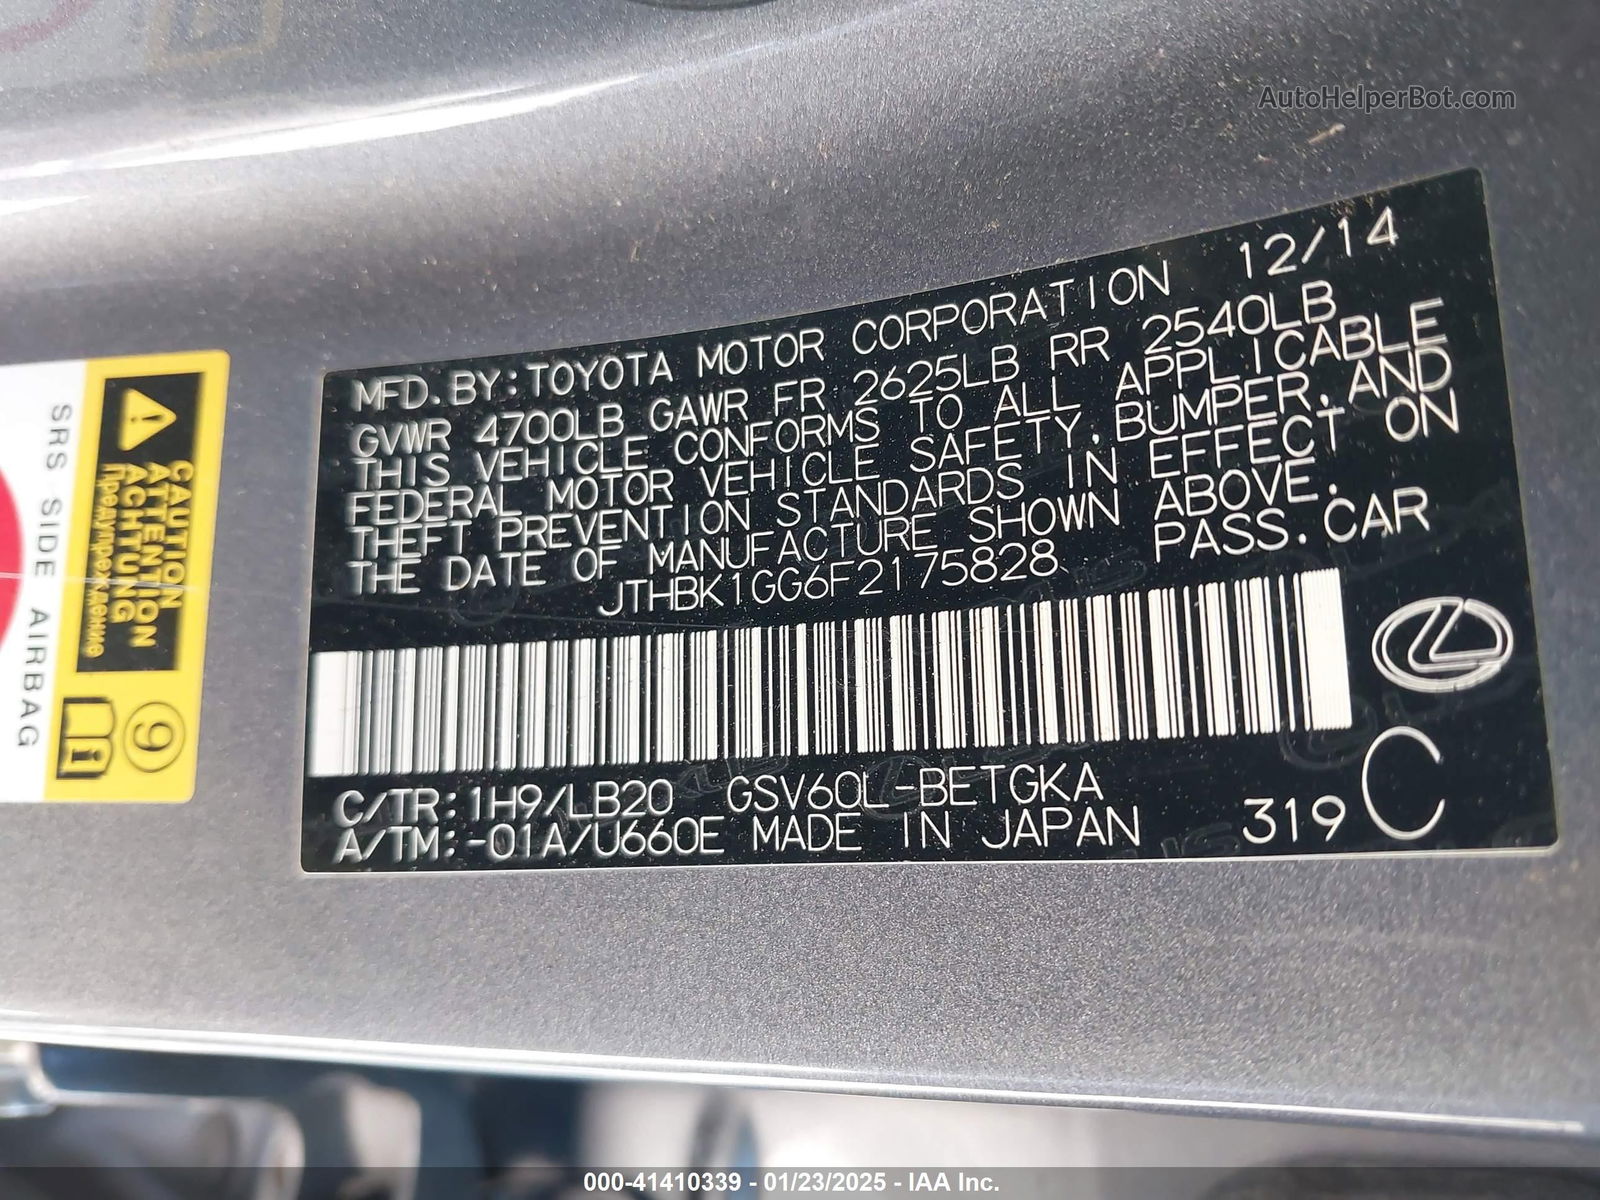 AutoHelperBot.com
MFD.BY:TOYOTA MOTOR CORPORATION 12/14
GVWR 4700LB GAWR FR 2625LB RR 2540LB
THIS VEHICLE CONFORMS TO ALL APPLICABLE
FEDERAL MOTOR VEHICLE SAFETY,BUMPER,AND
THEFT PREVENTION STANDARDS IN EFFECT ON
THE DATE OF MANUFACTURE SHOWN ABOVE.
JTHBK1GG6F2175828 PASS.CAR
C/TR:1H9/LB20 GSV60L-BETGKA
A/TM:-01A/U660E MADE IN JAPAN 319 C
CAUTION
ATTENTION
ACHTUNG
Предупреждение
SRS SIDE AIRBAG
9
000-41410339 - 01/23/2025 - IAA Inc.